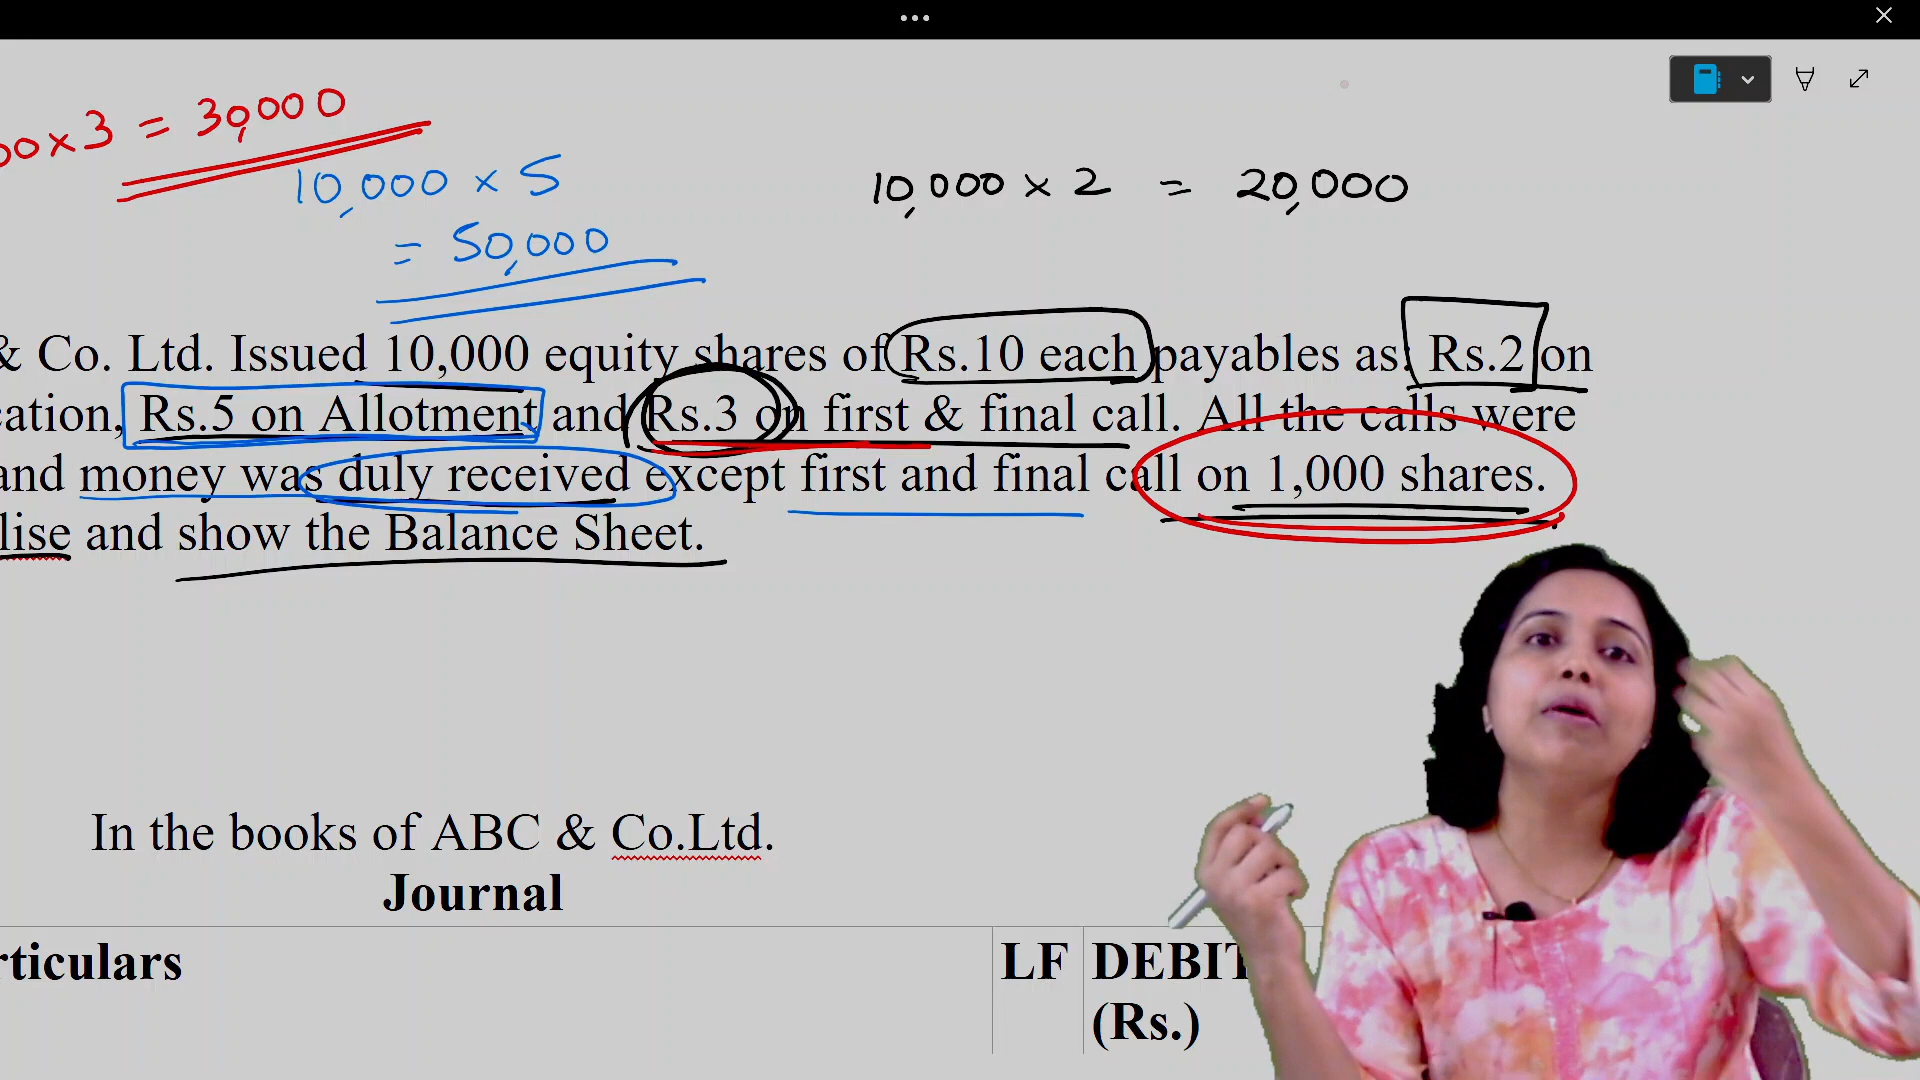 00x3 = 30,000
10,000 x 5
= 50,000
10,000 x 2 = 20,000
& Co. Ltd. Issued 10,000 equity shares of Rs.10 each payables as: Rs.2 on
cation, Rs.5 on Allotment and Rs.3 on first & final call. All the calls were
and money was duly received except first and final call on 1,000 shares.
lise and show the Balance Sheet.
In the books of ABC & Co.Ltd.
Journal
rticulars LF DEBIT
(Rs.)